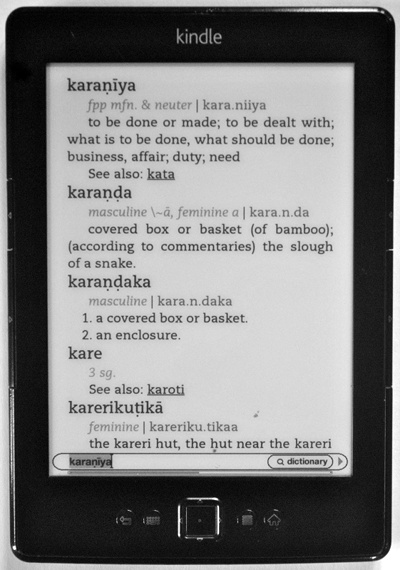 kindle
karaṇīya
fpp mfn. & neuter | kara.niiya
to be done or made; to be dealt with;
what is to be done, what should be done;
business, affair; duty; need
See also: kata
karaṇḍa
masculine \~ā, feminine a | kara.n.da
covered box or basket (of bamboo);
(according to commentaries) the slough
of a snake.
karaṇḍaka
masculine | kara.n.daka
1. a covered box or basket.
2. an enclosure.
kare
3 sg.
See also: karoti
karerikuṭikā
feminine | kareriku.tikaa
the kareri hut, the hut near the kareri
karaṇīya dictionary